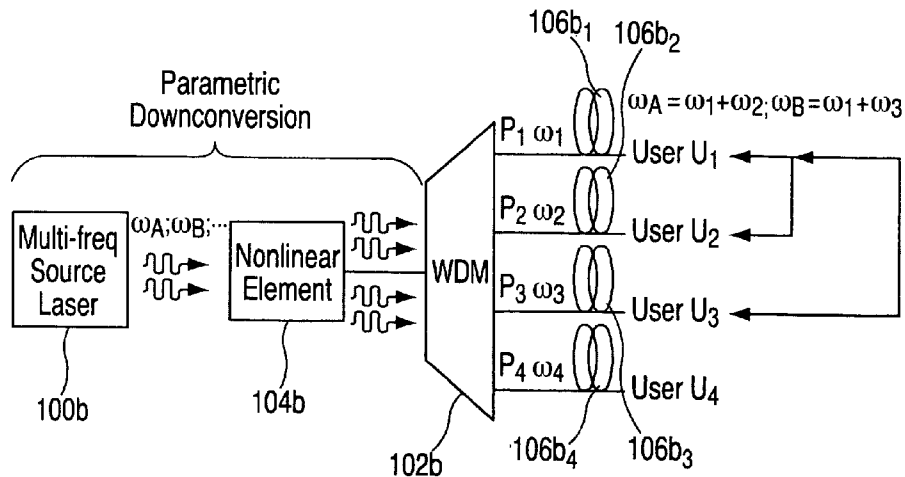 Parametric
Downconversion
Multi-freq
Source
Laser
100b
ωA;ωB;...
Nonlinear
Element
104b
WDM
102b
106b1
106b2
ωA=ω1+ω2;ωB=ω1+ω3
P1 ω1
User U1
P2 ω2
User U2
P3 ω3
User U3
P4 ω4
User U4
106b4
106b3